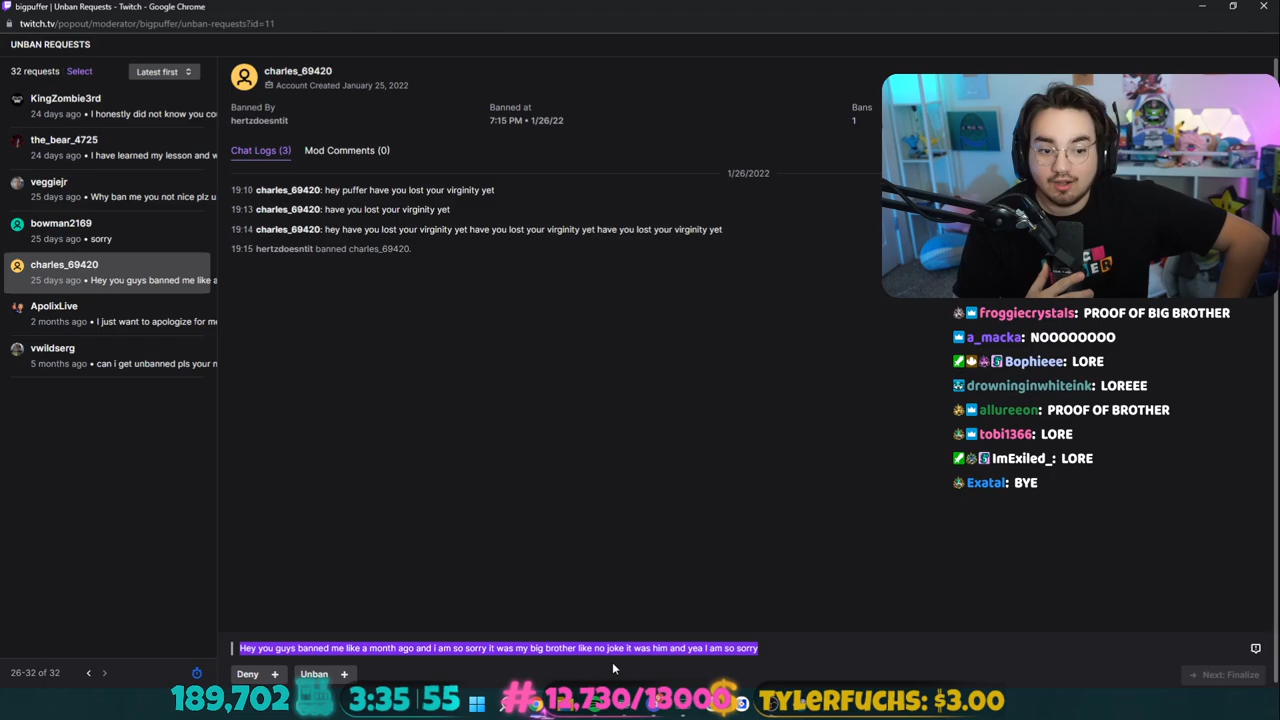 bigpuffer | Unban Requests - Twitch - Google Chrome
twitch.tv/popout/moderator/bigpuffer/unban-requests?id=11
UNBAN REQUESTS
32 requests Select Latest first
KingZombie3rd
24 days ago • I honestly did not know you cou
the_bear_4725
24 days ago • I have learned my lesson and w
veggiejr
25 days ago • Why ban me you not nice plz u
bowman2169
25 days ago • sorry
charles_69420
25 days ago • Hey you guys banned me like a
ApolixLive
2 months ago • I just want to apologize for me
vwildserg
5 months ago • can i get unbanned pls your n
26-32 of 32
charles_69420
Account Created January 25, 2022
Banned By Banned at Bans
hertzdoesntit 7:15 PM • 1/26/22 1
Chat Logs (3) Mod Comments (0)
1/26/2022
19:10 charles_69420: hey puffer have you lost your virginity yet
19:13 charles_69420: have you lost your virginity yet
19:14 charles_69420: hey have you lost your virginity yet have you lost your virginity yet have you lost your virginity yet
19:15 hertzdoesntit banned charles_69420.
froggiecrystals: PROOF OF BIG BROTHER
a_macka: NOOOOOOOO
Bophieee: LORE
drowninginwhiteink: LOREEE
allureeon: PROOF OF BROTHER
tobi1366: LORE
ImExiled_: LORE
Exatal: BYE
Hey you guys banned me like a month ago and i am so sorry it was my big brother like no joke it was him and yea I am so sorry
Deny + Unban + Next: Finalize
189,702 3:35 55 #12,730/13000 TYLERFUCHS: $3.00